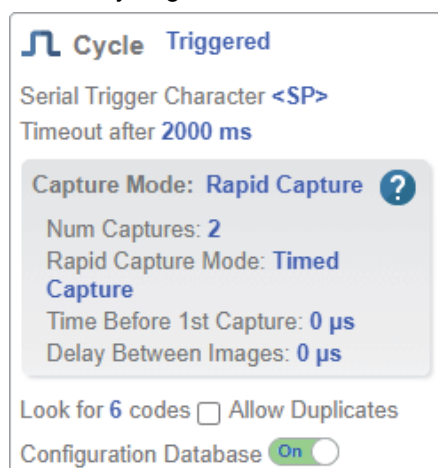 Cycle Triggered
Serial Trigger Character <SP>
Timeout after 2000 ms
Capture Mode: Rapid Capture ?
Num Captures: 2
Rapid Capture Mode: Timed
Capture
Time Before 1st Capture: 0 µs
Delay Between Images: 0 µs
Look for 6 codes Allow Duplicates
Configuration Database On